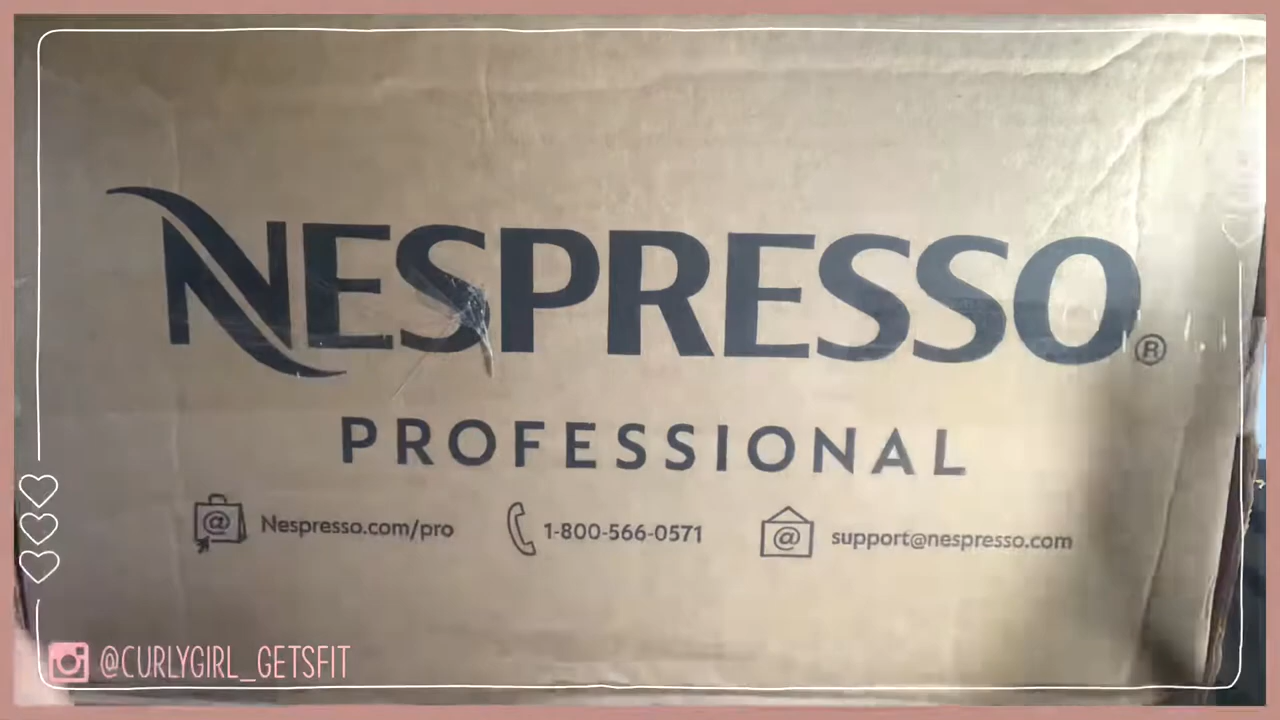 NESPRESSO®
PROFESSIONAL
@ Nespresso.com/pro 1-800-566-0571 @ support@nespresso.com
@CURLYGIRL_GETSFIT